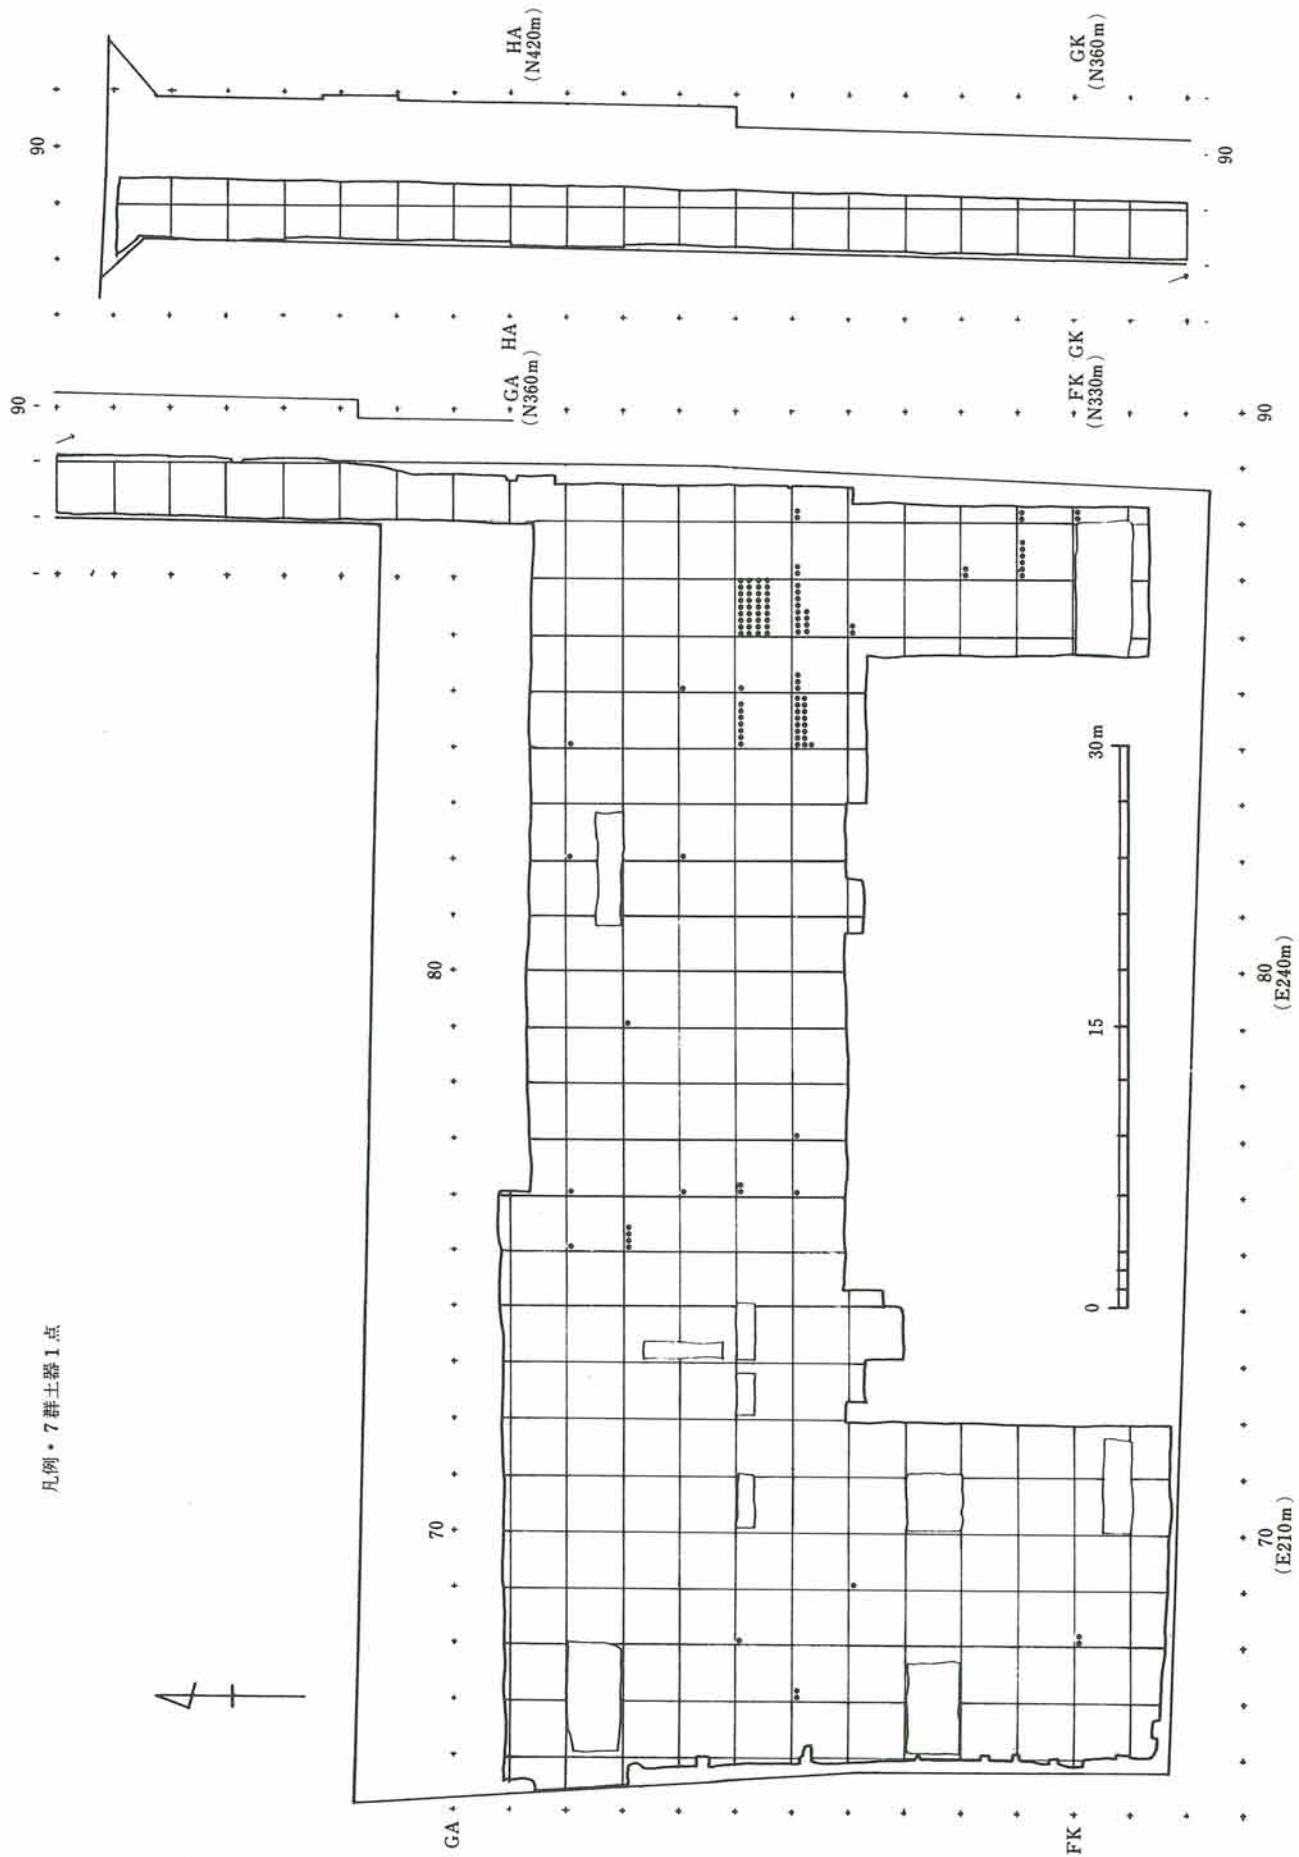 凡例・7群土器1点
90
HA
(N420m)
GK
(N360m)
90
90
GA HA
(N360m)
FK GK
(N330m)
90
80
80
(E240m)
70
70
(E210m)
GA
FK
0
15
30m